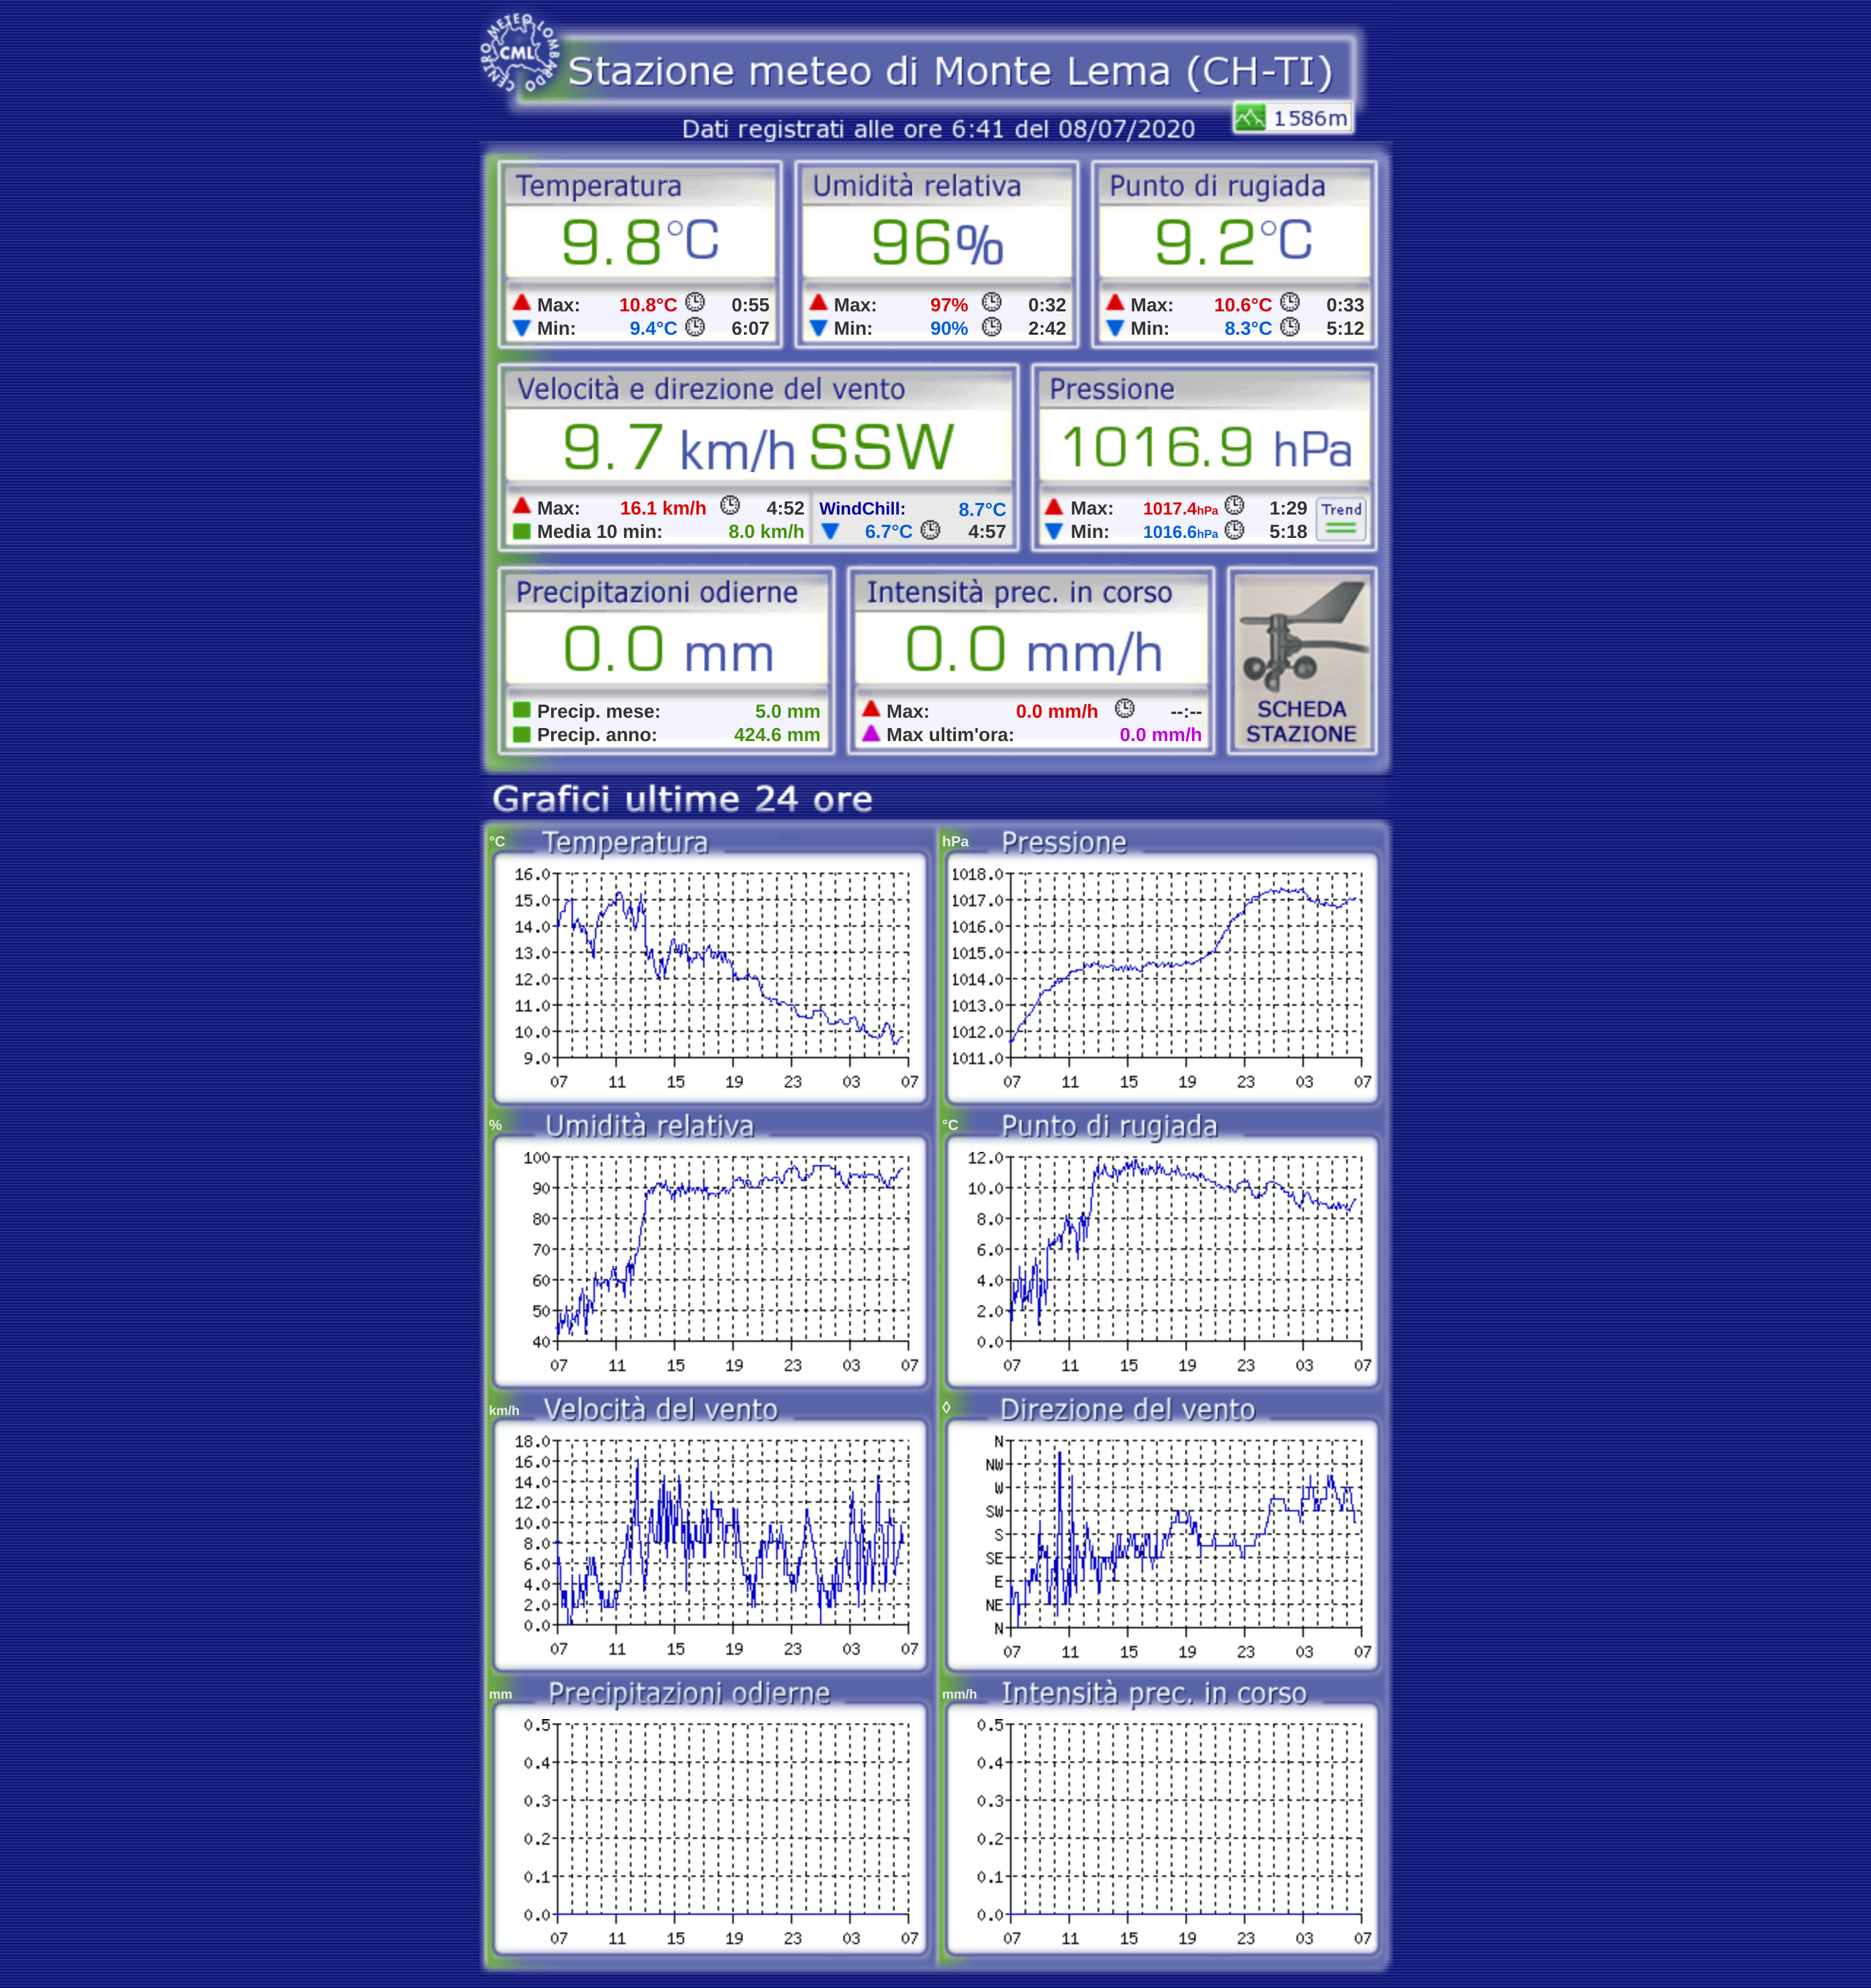 CENTRO METEO LOMBARDO
CML
Stazione meteo di Monte Lema (CH-TI)
1586m
Dati registrati alle ore 6:41 del 08/07/2020
Temperatura Umidità relativa Punto di rugiada
9.8°C 96% 9.2°C
Max: 10.8°C 0:55 Max: 97% 0:32 Max: 10.6°C 0:33
Min: 9.4°C 6:07 Min: 90% 2:42 Min: 8.3°C 5:12
Velocità e direzione del vento Pressione
9.7 km/h SSW 1016.9 hPa
Max: 16.1 km/h 4:52 WindChill: 8.7°C Max: 1017.4hPa 1:29 Trend
Media 10 min: 8.0 km/h 6.7°C 4:57 Min: 1016.6hPa 5:18
Precipitazioni odierne Intensità prec. in corso
0.0 mm 0.0 mm/h
Precip. mese: 5.0 mm Max: 0.0 mm/h --:-- SCHEDA
Precip. anno: 424.6 mm Max ultim'ora: 0.0 mm/h STAZIONE
Grafici ultime 24 ore
°C Temperatura
16.0
15.0
14.0
13.0
12.0
11.0
10.0
9.0
07 11 15 19 23 03 07
hPa Pressione
1018.0
1017.0
1016.0
1015.0
1014.0
1013.0
1012.0
1011.0
07 11 15 19 23 03 07
% Umidità relativa
100
90
80
70
60
50
40
07 11 15 19 23 03 07
°C Punto di rugiada
12.0
10.0
8.0
6.0
4.0
2.0
0.0
07 11 15 19 23 03 07
km/h Velocità del vento
18.0
16.0
14.0
12.0
10.0
8.0
6.0
4.0
2.0
0.0
07 11 15 19 23 03 07
◊ Direzione del vento
N
NW
W
SW
S
SE
E
NE
N
07 11 15 19 23 03 07
mm Precipitazioni odierne
0.5
0.4
0.3
0.2
0.1
0.0
07 11 15 19 23 03 07
mm/h Intensità prec. in corso
0.5
0.4
0.3
0.2
0.1
0.0
07 11 15 19 23 03 07